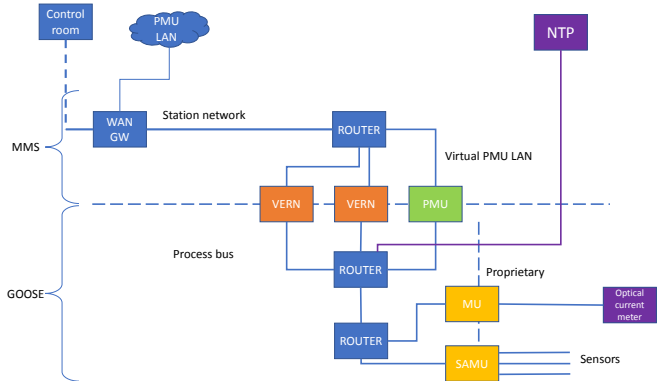 Control
room
PMU
LAN
NTP
WAN
GW
Station network
ROUTER
MMS
Virtual PMU LAN
VERN
VERN
PMU
Process bus
ROUTER
Proprietary
GOOSE
MU
Optical
current
meter
ROUTER
SAMU
Sensors